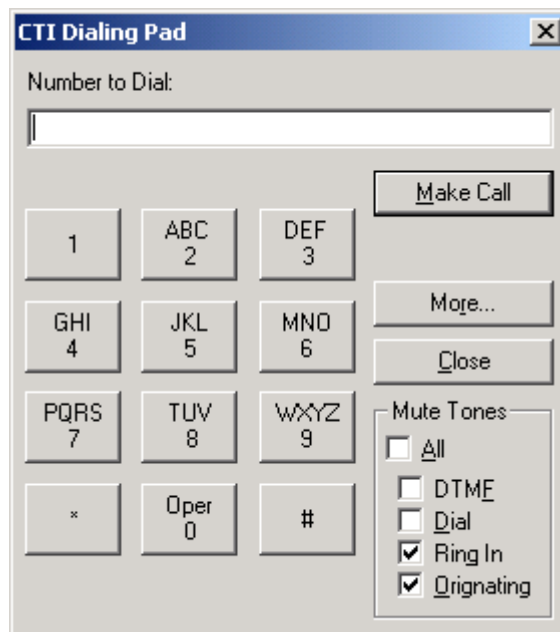 CTI Dialing Pad
Number to Dial:
Make Call
1
ABC
2
DEF
3
More...
GHI
4
JKL
5
MNO
6
Close
PQRS
7
TUV
8
WXYZ
9
Mute Tones
All
DTMF
Dial
Ring In
Orignating
*
Oper
0
#